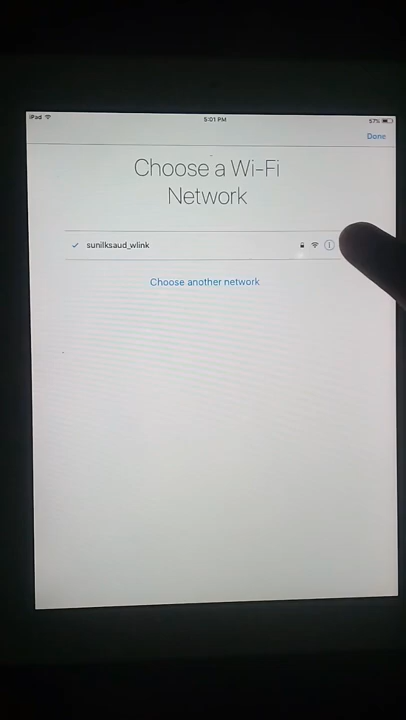 iPad 5:01 PM 57%
Done
Choose a Wi-Fi
Network
sunilksaud_wlink
Choose another network